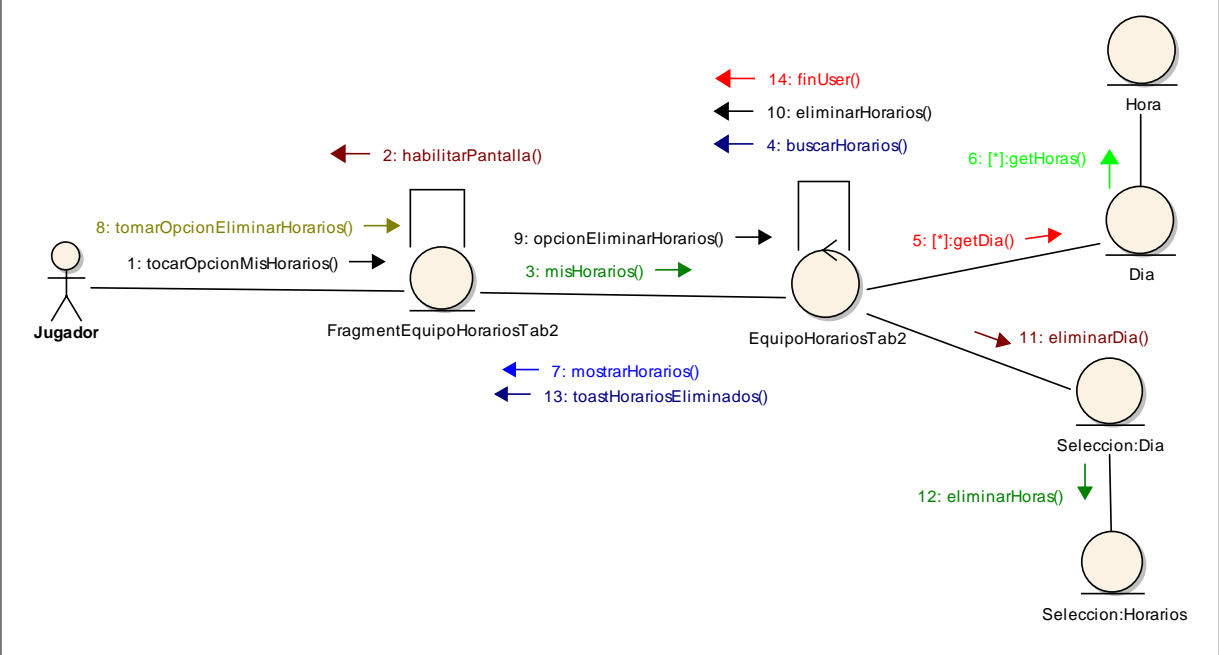 14: finUser()
10: eliminarHorarios()
4: buscarHorarios()
Hora
2: habilitarPantalla()
6: [*]:getHoras()
8: tomarOpcionEliminarHorarios()
9: opcionEliminarHorarios()
5: [*]:getDia()
1: tocarOpcionMisHorarios()
3: misHorarios()
Dia
Jugador
FragmentEquipoHorariosTab2
EquipoHorariosTab2
11: eliminarDia()
7: mostrarHorarios()
13: toastHorariosEliminados()
Seleccion:Dia
12: eliminarHoras()
Seleccion:Horarios